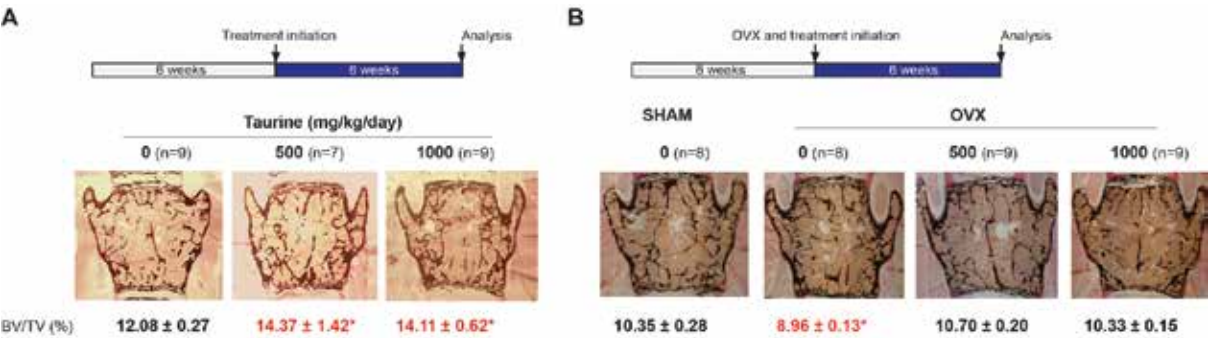 A
Treatment initiation
Analysis
6 weeks
6 weeks
Taurine (mg/kg/day)
0 (n=9)
500 (n=7)
1000 (n=9)
BV/TV (%)
12.08 ± 0.27
14.37 ± 1.42*
14.11 ± 0.62*
B
OVX and treatment initiation
Analysis
6 weeks
6 weeks
SHAM
OVX
0 (n=8)
0 (n=8)
500 (n=9)
1000 (n=9)
10.35 ± 0.28
8.96 ± 0.13*
10.70 ± 0.20
10.33 ± 0.15